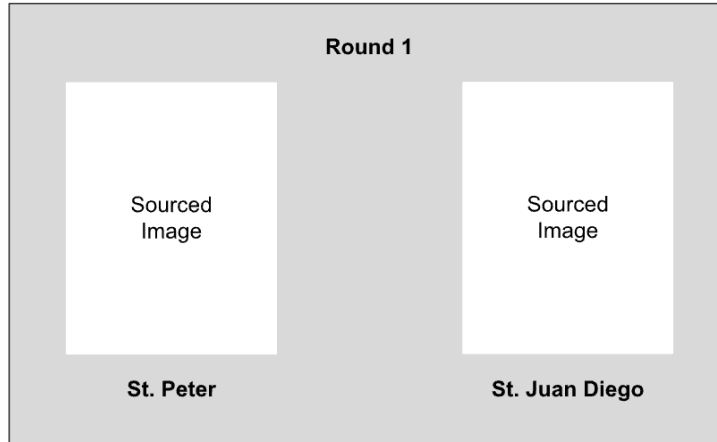 Round 1
Sourced
Image
Sourced
Image
St. Peter
St. Juan Diego